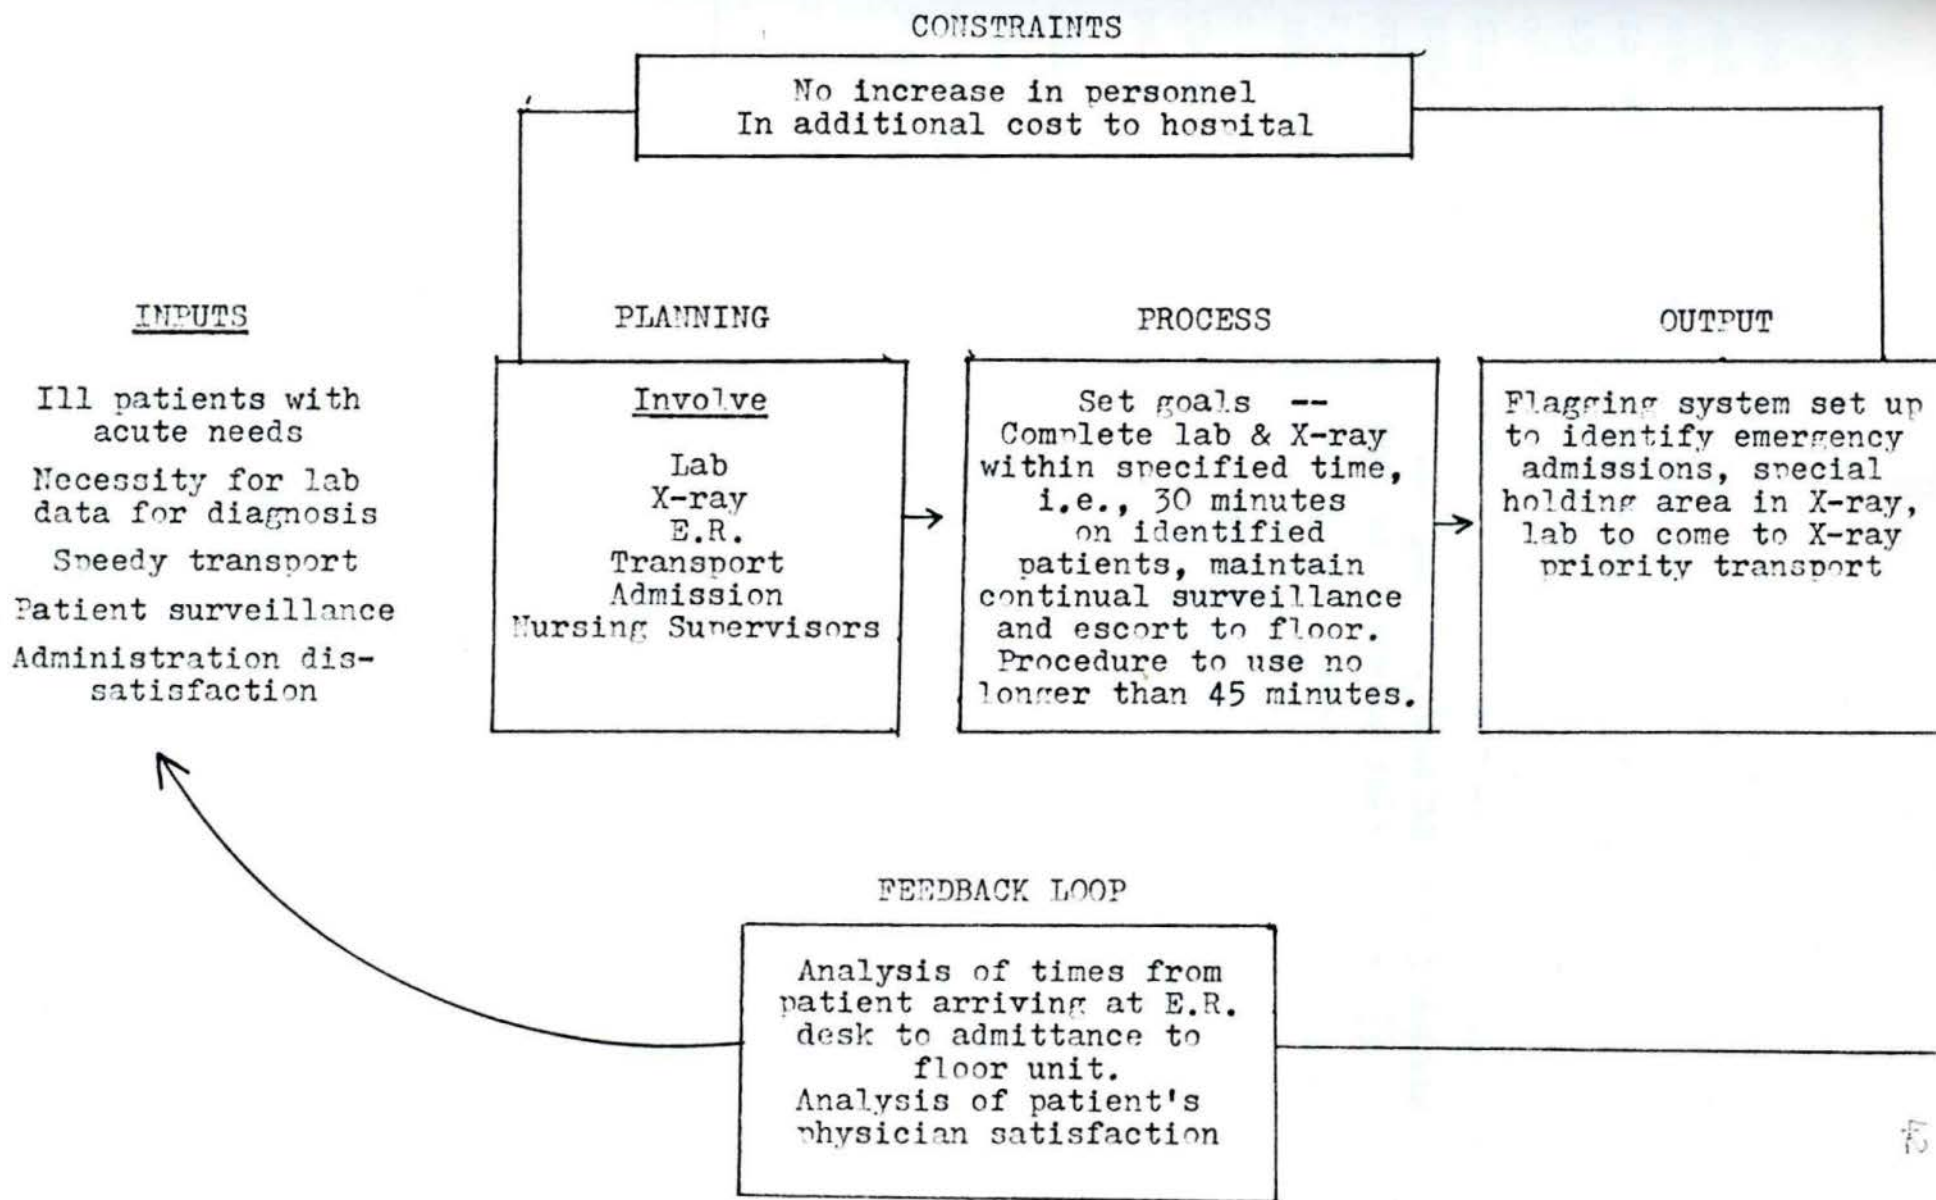 CONSTRAINTS
No increase in personnel
In additional cost to hospital
INPUTS
Ill patients with
acute needs
Necessity for lab
data for diagnosis
Speedy transport
Patient surveillance
Administration dis-
satisfaction
PLANNING
Involve
Lab
X-ray
E.R.
Transport
Admission
Nursing Supervisors
PROCESS
Set goals --
Complete lab & X-ray
within specified time,
i.e., 30 minutes
on identified
patients, maintain
continual surveillance
and escort to floor.
Procedure to use no
longer than 45 minutes.
OUTPUT
Flagging system set up
to identify emergency
admissions, special
holding area in X-ray,
lab to come to X-ray
priority transport
FEEDBACK LOOP
Analysis of times from
patient arriving at E.R.
desk to admittance to
floor unit.
Analysis of patient's
physician satisfaction